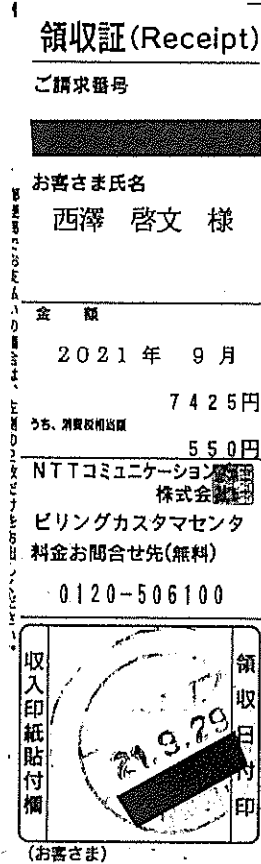 領収証(Receipt)
ご請求番号
お客さま氏名
西澤 啓文 様
金 額
2021 年 9 月
7425円
うち、消費税相当額
550円
NTTコミュニケーションズ
株式会社
ビリングカスタマセンタ
料金お問合せ先(無料)
0120-506100
収入印紙貼付欄
21.9.29
領収日付印
(お客さま)